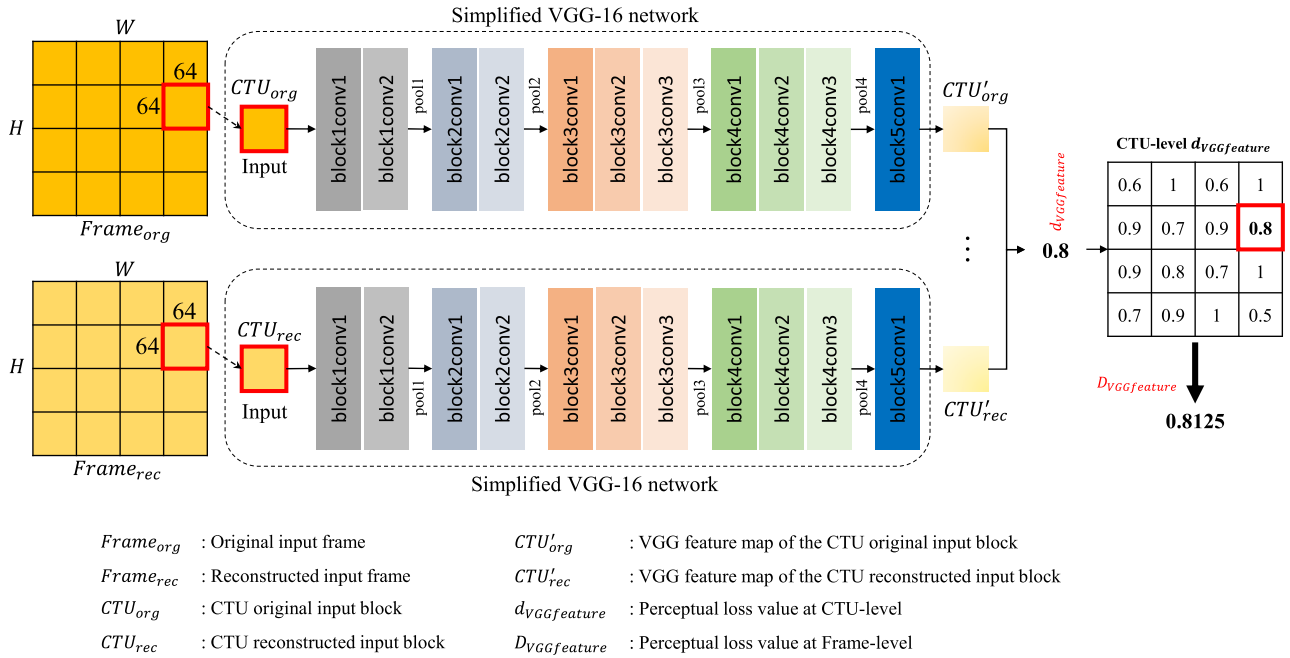 Simplified VGG-16 network
W
64
64
H
Frame_org
CTU_org
Input
block1conv1
block1conv2
pool1
block2conv1
block2conv2
pool2
block3conv1
block3conv2
block3conv3
pool3
block4conv1
block4conv2
block4conv3
pool4
block5conv1
CTU'_org
W
64
64
H
Frame_rec
CTU_rec
Input
block1conv1
block1conv2
pool1
block2conv1
block2conv2
pool2
block3conv1
block3conv2
block3conv3
pool3
block4conv1
block4conv2
block4conv3
pool4
block5conv1
CTU'_rec
Simplified VGG-16 network
d_VGGfeature
0.8
CTU-level d_VGGfeature
0.6 1 0.6 1
0.9 0.7 0.9 0.8
0.9 0.8 0.7 1
0.7 0.9 1 0.5
D_VGGfeature
0.8125
Frame_org : Original input frame
Frame_rec : Reconstructed input frame
CTU_org : CTU original input block
CTU_rec : CTU reconstructed input block
CTU'_org : VGG feature map of the CTU original input block
CTU'_rec : VGG feature map of the CTU reconstructed input block
d_VGGfeature : Perceptual loss value at CTU-level
D_VGGfeature : Perceptual loss value at Frame-level